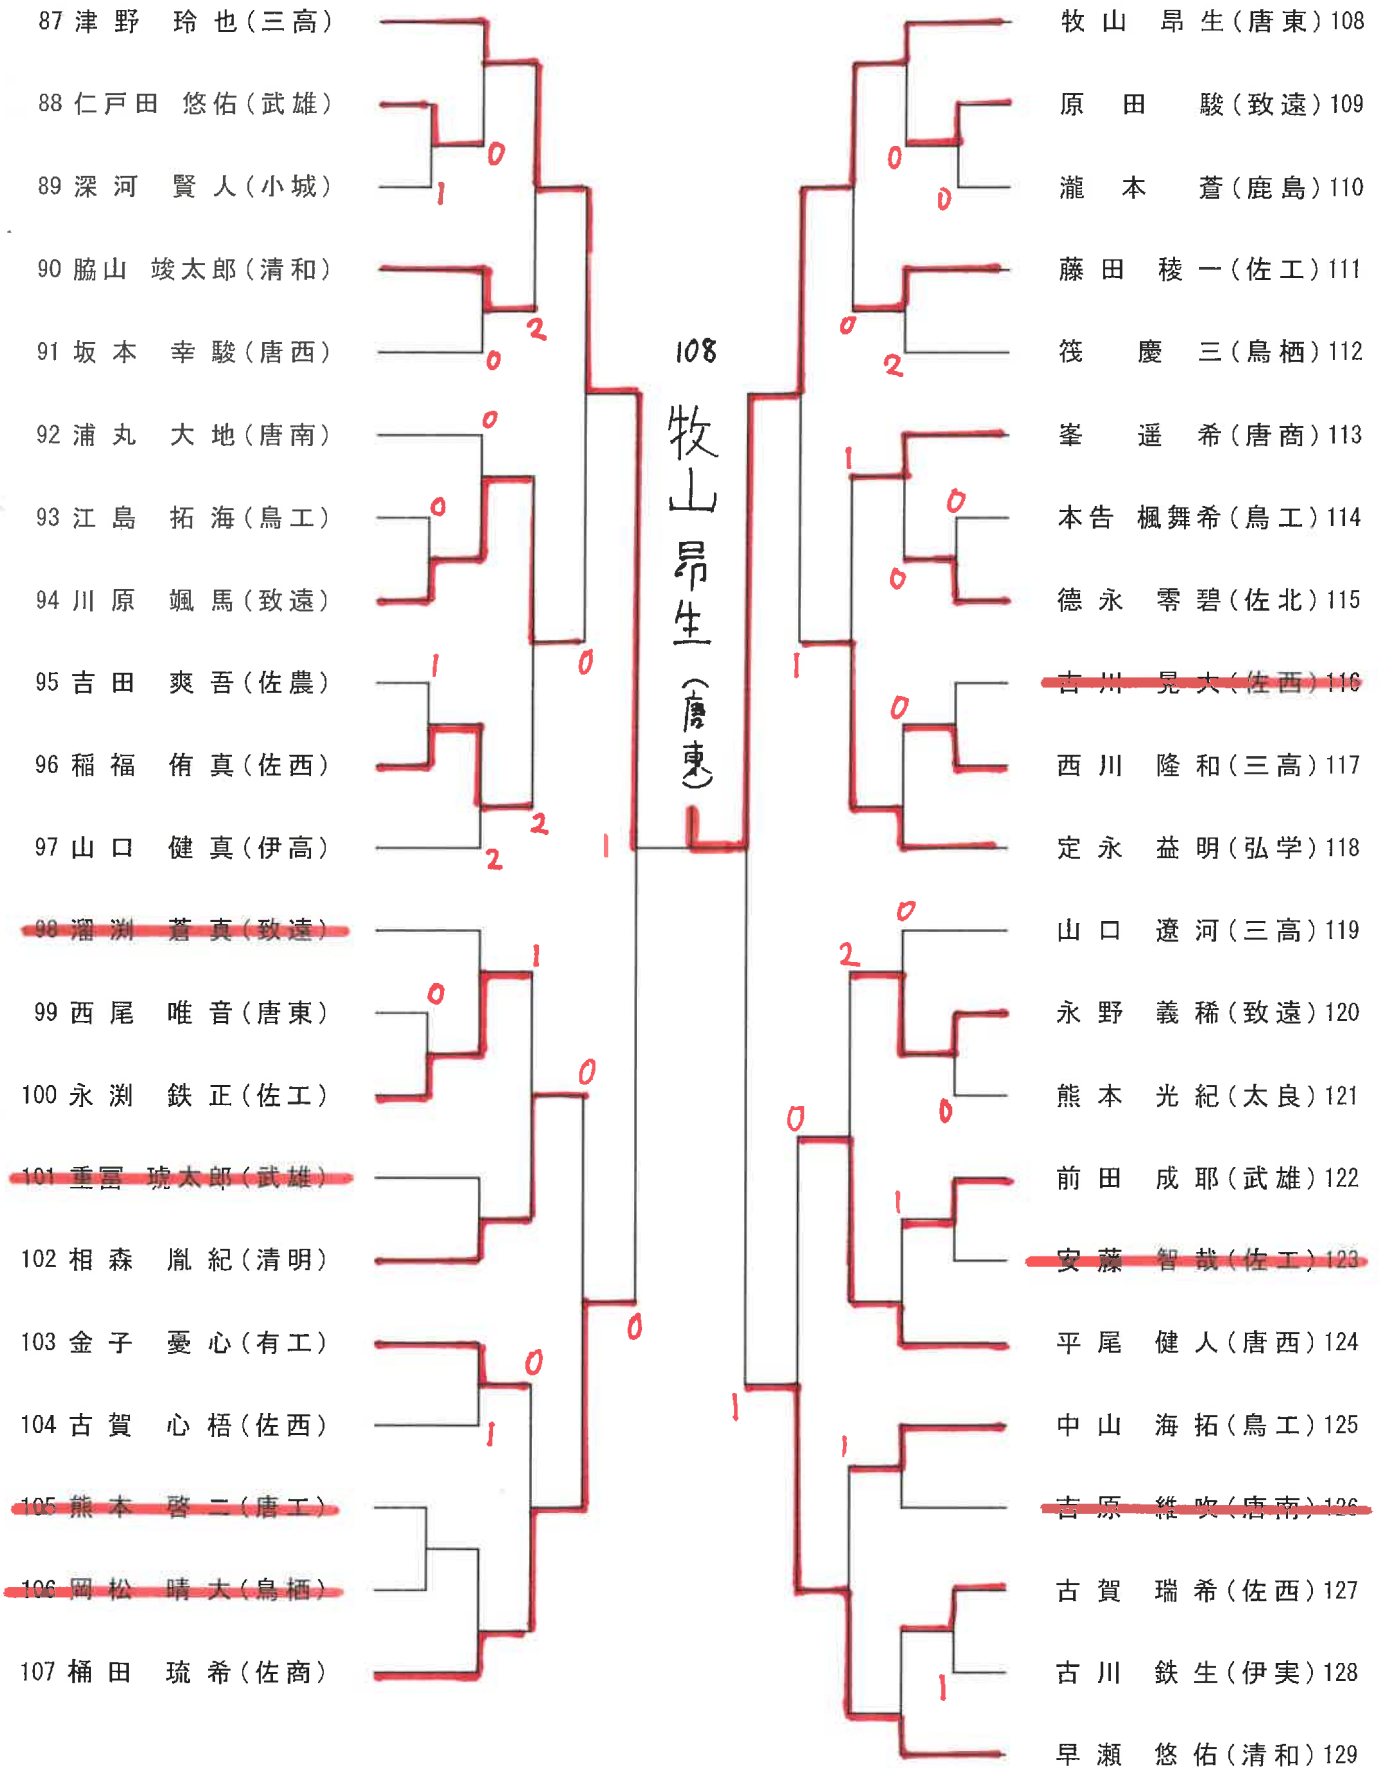 87 津野 玲也(三高)
88 仁戸田 悠佑(武雄)
0
89 深河 賢人(小城)
1
90 脇山 竣太郎(清和)
2
91 坂本 幸駿(唐西)
0
0
92 浦丸 大地(唐南)
0
93 江島 拓海(鳥工)
94 川原 颯馬(致遠)
0
1
95 吉田 爽吾(佐農)
96 稲福 侑真(佐西)
2
97 山口 健真(伊高)
2
1
98 溜渕 蒼真(致遠)
1
0
99 西尾 唯音(唐東)
0
100 永渕 鉄正(佐工)
101 重冨 琥太郎(武雄)
102 相森 胤紀(清明)
0
103 金子 憂心(有工)
0
104 古賀 心梧(佐西)
1
105 熊本 啓二(唐工)
106 岡松 晴大(鳥栖)
107 桶田 琉希(佐商)
108
牧山昂生(唐東)
牧山 昂生(唐東)108
原田 駿(致遠)109
0
瀧本 蒼(鹿島)110
0
藤田 稜一(佐工)111
0
筏 慶三(鳥栖)112
2
1
峯 遥希(唐商)113
0
本告 楓舞希(鳥工)114
0
德永 零碧(佐北)115
1
吉川 晃大(佐西)116
0
西川 隆和(三高)117
定永 益明(弘学)118
0
山口 遼河(三高)119
2
永野 義稀(致遠)120
熊本 光紀(太良)121
0
0
前田 成耶(武雄)122
1
安藤 智哉(佐工)123
平尾 健人(唐西)124
1
中山 海拓(鳥工)125
1
吉原 維吹(唐南)126
古賀 瑞希(佐西)127
古川 鉄生(伊実)128
1
早瀬 悠佑(清和)129